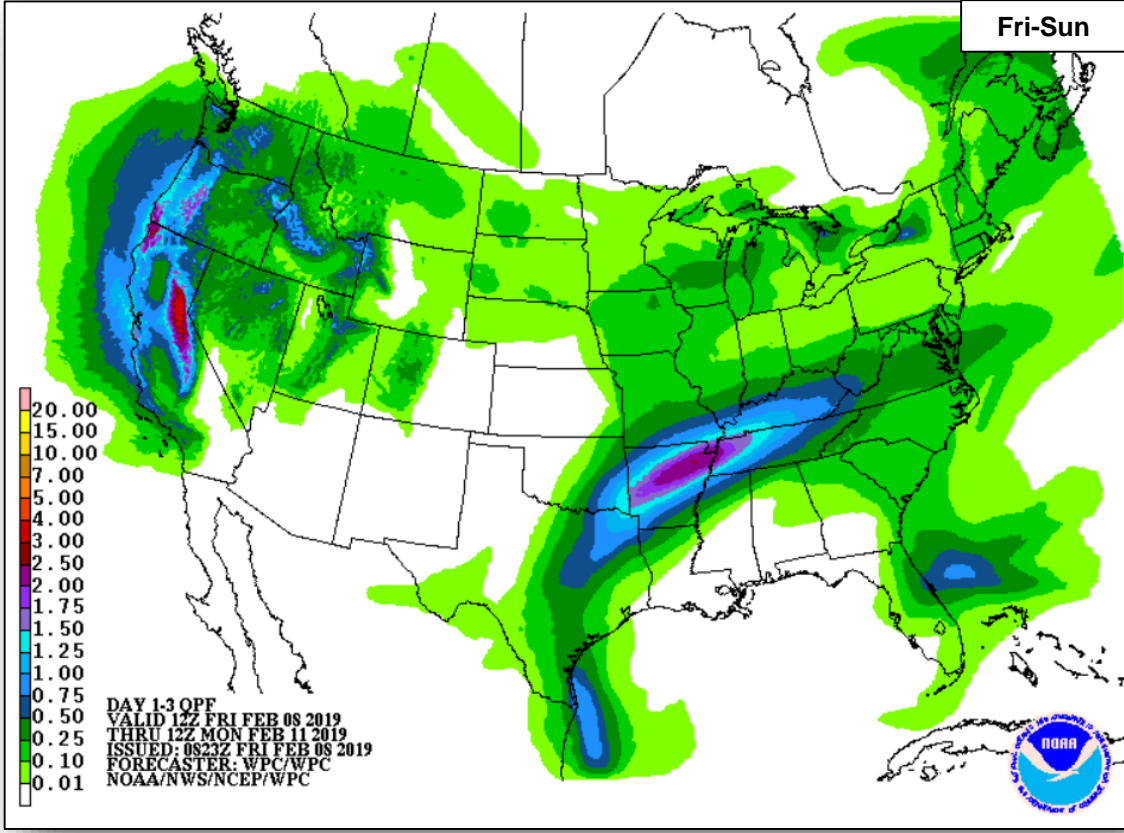 Fri-Sun
20.00
15.00
10.00
7.00
5.00
4.00
3.00
2.50
2.00
1.75
1.50
1.25
1.00
0.75
0.50
0.25
0.10
0.01
DAY 1-3 QPF
VALID 12Z FRI FEB 08 2019
THRU 12Z MON FEB 11 2019
ISSUED: 0823Z FRI FEB 08 2019
FORECASTER: WPC/WPC
NOAA/NWS/NCEP/WPC
NOAA